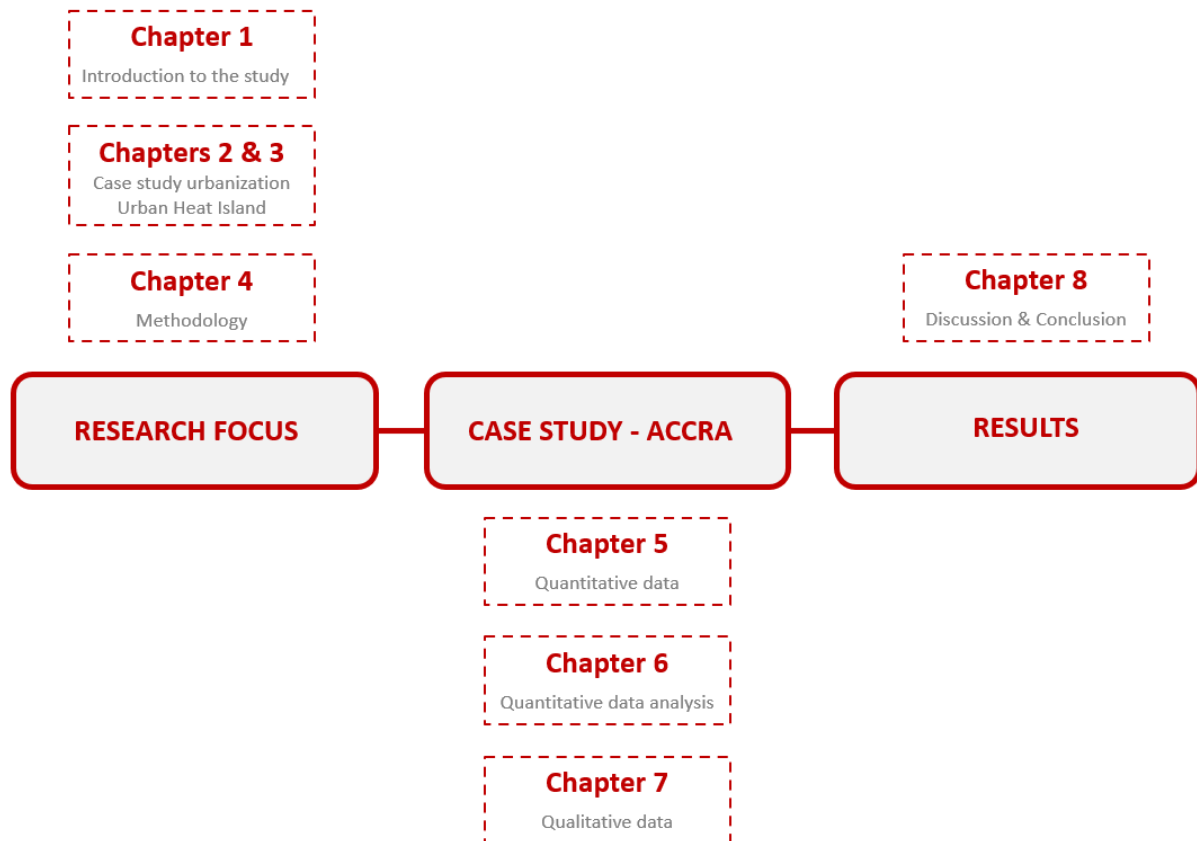 Chapter 1
Introduction to the study
Chapters 2 & 3
Case study urbanization
Urban Heat Island
Chapter 4
Methodology
Chapter 8
Discussion & Conclusion
RESEARCH FOCUS
CASE STUDY - ACCRA
RESULTS
Chapter 5
Quantitative data
Chapter 6
Quantitative data analysis
Chapter 7
Qualitative data